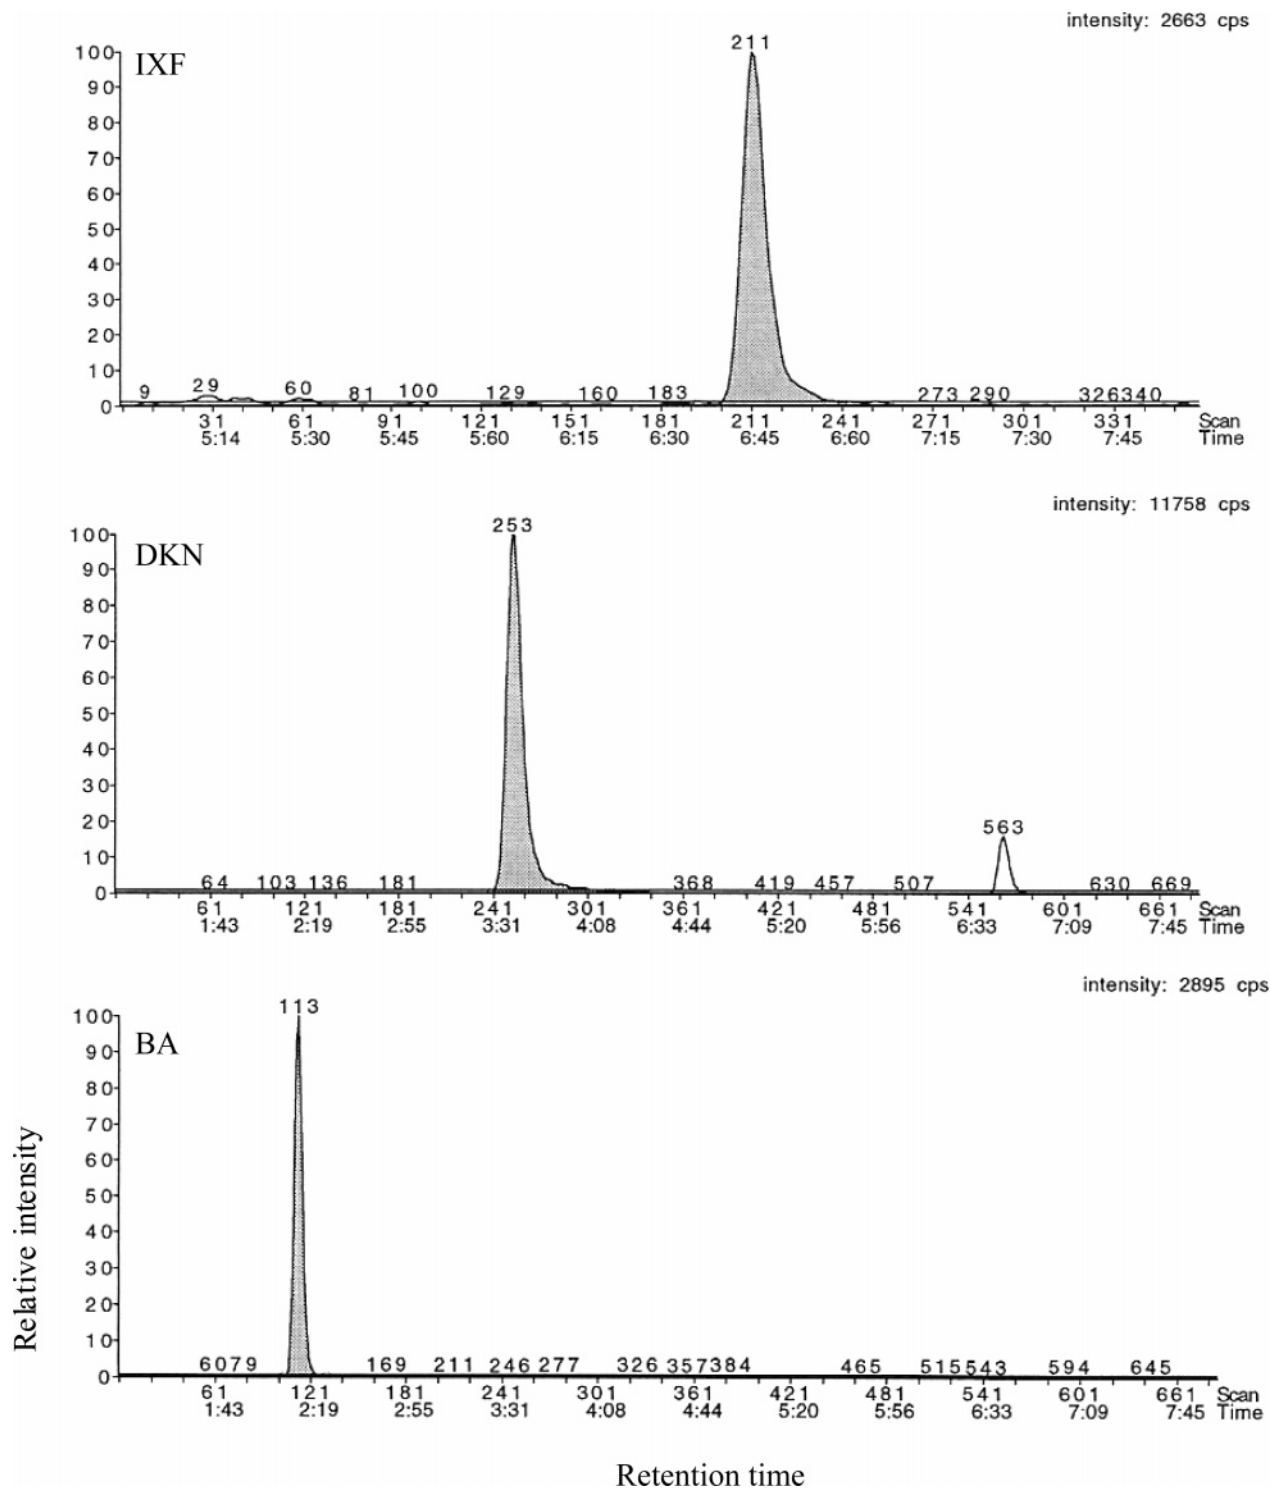 intensity: 2663 cps
IXF
211
100
90
80
70
60
50
40
30
20
10
0
9 29 60 81 100 129 160 183 273 290 326340
31 61 91 121 151 181 211 241 271 301 331 Scan
5:14 5:30 5:45 5:60 6:15 6:30 6:45 6:60 7:15 7:30 7:45 Time
intensity: 11758 cps
DKN
253
100
90
80
70
60
50
40
30
20
10
0
563
64 103 136 181 368 419 457 507 630 669
61 121 181 241 301 361 421 481 541 601 661 Scan
1:43 2:19 2:55 3:31 4:08 4:44 5:20 5:56 6:33 7:09 7:45 Time
intensity: 2895 cps
BA
113
100
90
80
70
60
50
40
30
20
10
0
6079 169 211 246 277 326 357384 465 515543 594 645
61 121 181 241 301 361 421 481 541 601 661 Scan
1:43 2:19 2:55 3:31 4:08 4:44 5:20 5:56 6:33 7:09 7:45 Time
Relative intensity
Retention time